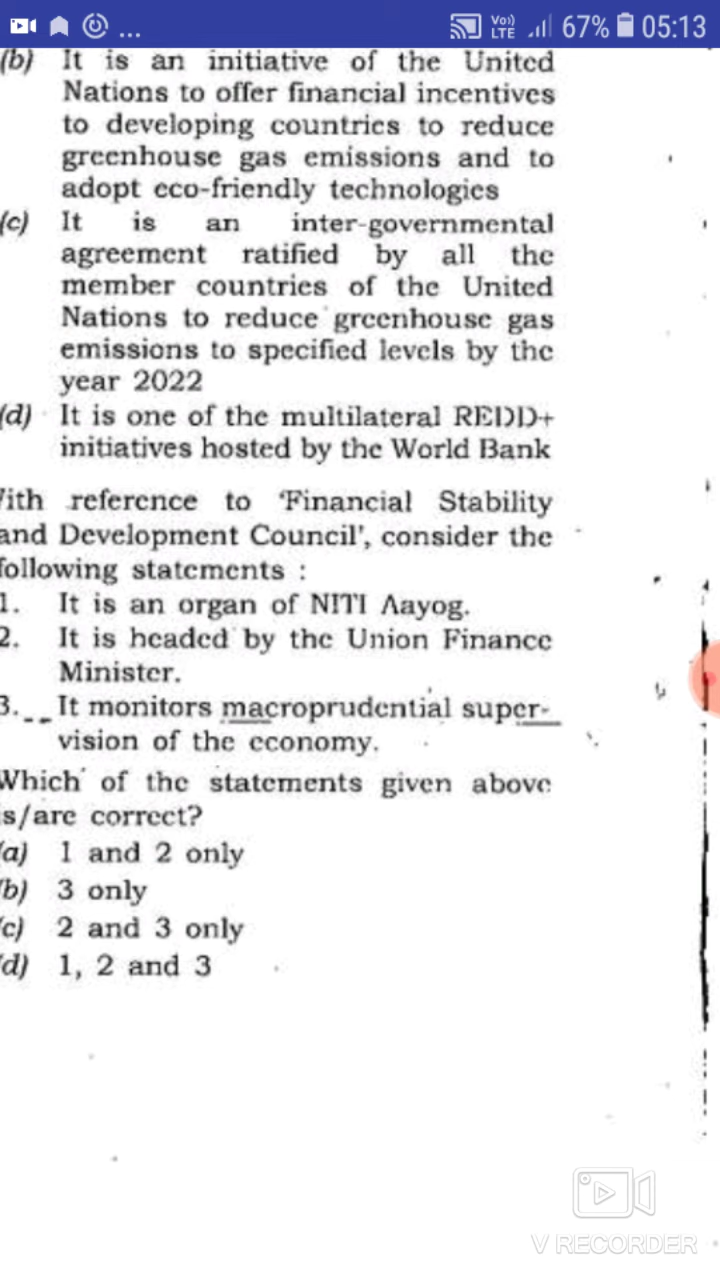 ... Vo)) LTE 67% 05:13
(b) It is an initiative of the United
Nations to offer financial incentives
to developing countries to reduce
greenhouse gas emissions and to
adopt eco-friendly technologies
(c) It is an inter-governmental
agreement ratified by all the
member countries of the United
Nations to reduce greenhouse gas
emissions to specified levels by the
year 2022
(d) It is one of the multilateral REDD+
initiatives hosted by the World Bank
ith reference to 'Financial Stability
and Development Council', consider the
following statements :
1. It is an organ of NITI Aayog.
2. It is headed by the Union Finance
Minister.
3. It monitors macroprudential super-
vision of the economy.
Which of the statements given above
s/are correct?
(a) 1 and 2 only
(b) 3 only
(c) 2 and 3 only
(d) 1, 2 and 3
V RECORDER